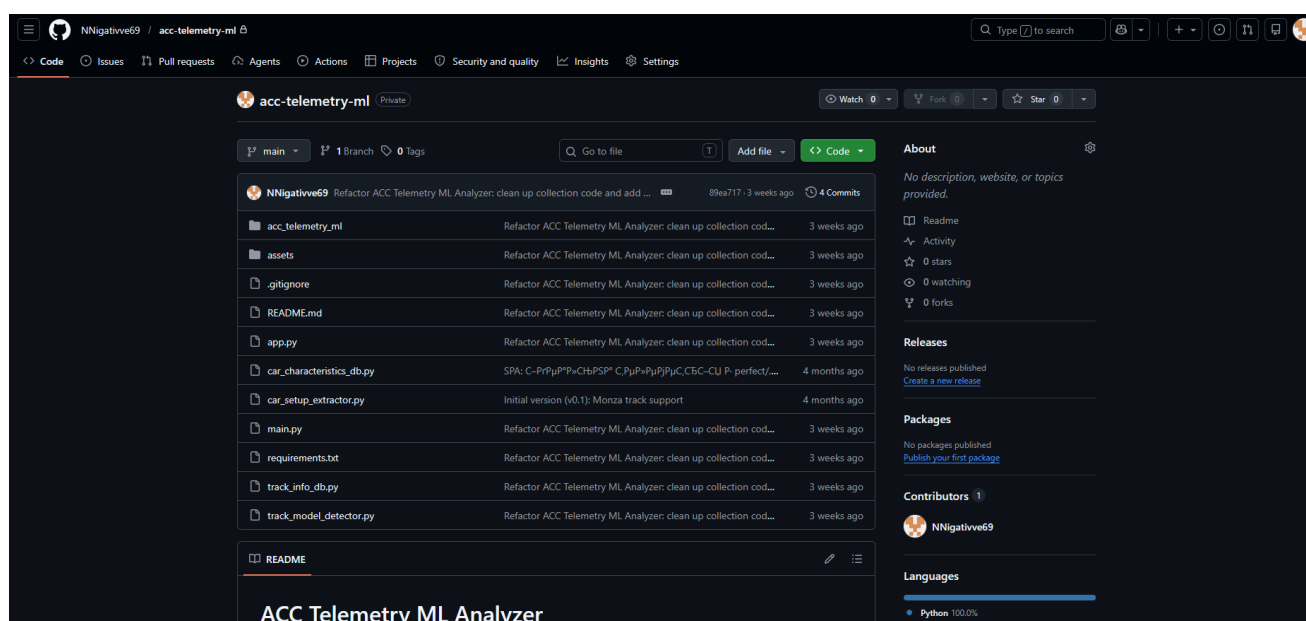 NNigativve69 / acc-telemetry-ml
Type / to search
Code
Issues
Pull requests
Agents
Actions
Projects
Security and quality
Insights
Settings
acc-telemetry-ml Private
Watch 0
Fork 0
Star 0
main
1 Branch
0 Tags
Go to file
T
Add file
Code
NNigativve69 Refactor ACC Telemetry ML Analyzer: clean up collection code and add ...
89ea717 · 3 weeks ago
4 Commits
acc_telemetry_ml Refactor ACC Telemetry ML Analyzer: clean up collection cod... 3 weeks ago
assets Refactor ACC Telemetry ML Analyzer: clean up collection cod... 3 weeks ago
.gitignore Refactor ACC Telemetry ML Analyzer: clean up collection cod... 3 weeks ago
README.md Refactor ACC Telemetry ML Analyzer: clean up collection cod... 3 weeks ago
app.py Refactor ACC Telemetry ML Analyzer: clean up collection cod... 3 weeks ago
car_characteristics_db.py SPA: perfect/.... 4 months ago
car_setup_extractor.py Initial version (v0.1): Monza track support 4 months ago
main.py Refactor ACC Telemetry ML Analyzer: clean up collection cod... 3 weeks ago
requirements.txt Refactor ACC Telemetry ML Analyzer: clean up collection cod... 3 weeks ago
track_info_db.py Refactor ACC Telemetry ML Analyzer: clean up collection cod... 3 weeks ago
track_model_detector.py Refactor ACC Telemetry ML Analyzer: clean up collection cod... 3 weeks ago
README
ACC Telemetry ML Analyzer
About
No description, website, or topics
provided.
Readme
Activity
0 stars
0 watching
0 forks
Releases
No releases published
Create a new release
Packages
No packages published
Publish your first package
Contributors 1
NNigativve69
Languages
Python 100.0%